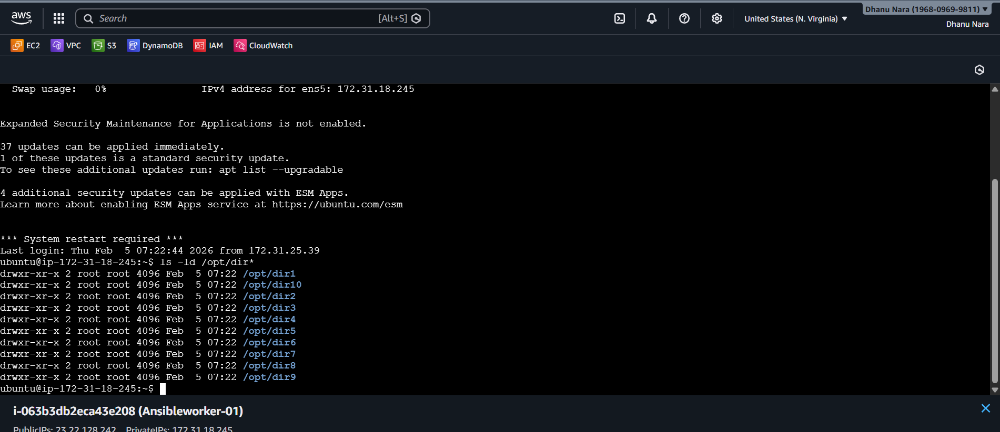 aws
Search
[Alt+S]
United States (N. Virginia)
Dhanu Nara (1968-0969-9811)
Dhanu Nara
EC2 VPC S3 DynamoDB IAM CloudWatch
Swap usage: 0% IPv4 address for ens5: 172.31.18.245
Expanded Security Maintenance for Applications is not enabled.
37 updates can be applied immediately.
1 of these updates is a standard security update.
To see these additional updates run: apt list --upgradable
4 additional security updates can be applied with ESM Apps.
Learn more about enabling ESM Apps service at https://ubuntu.com/esm
*** System restart required ***
Last login: Thu Feb  5 07:22:44 2026 from 172.31.25.39
ubuntu@ip-172-31-18-245:~$ ls -ld /opt/dir*
drwxr-xr-x 2 root root 4096 Feb  5 07:22 /opt/dir1
drwxr-xr-x 2 root root 4096 Feb  5 07:22 /opt/dir10
drwxr-xr-x 2 root root 4096 Feb  5 07:22 /opt/dir2
drwxr-xr-x 2 root root 4096 Feb  5 07:22 /opt/dir3
drwxr-xr-x 2 root root 4096 Feb  5 07:22 /opt/dir4
drwxr-xr-x 2 root root 4096 Feb  5 07:22 /opt/dir5
drwxr-xr-x 2 root root 4096 Feb  5 07:22 /opt/dir6
drwxr-xr-x 2 root root 4096 Feb  5 07:22 /opt/dir7
drwxr-xr-x 2 root root 4096 Feb  5 07:22 /opt/dir8
drwxr-xr-x 2 root root 4096 Feb  5 07:22 /opt/dir9
ubuntu@ip-172-31-18-245:~$
i-063b3db2eca43e208 (Ansibleworker-01)
PublicIPs: 23.22.128.242 PrivateIPs: 172.31.18.245